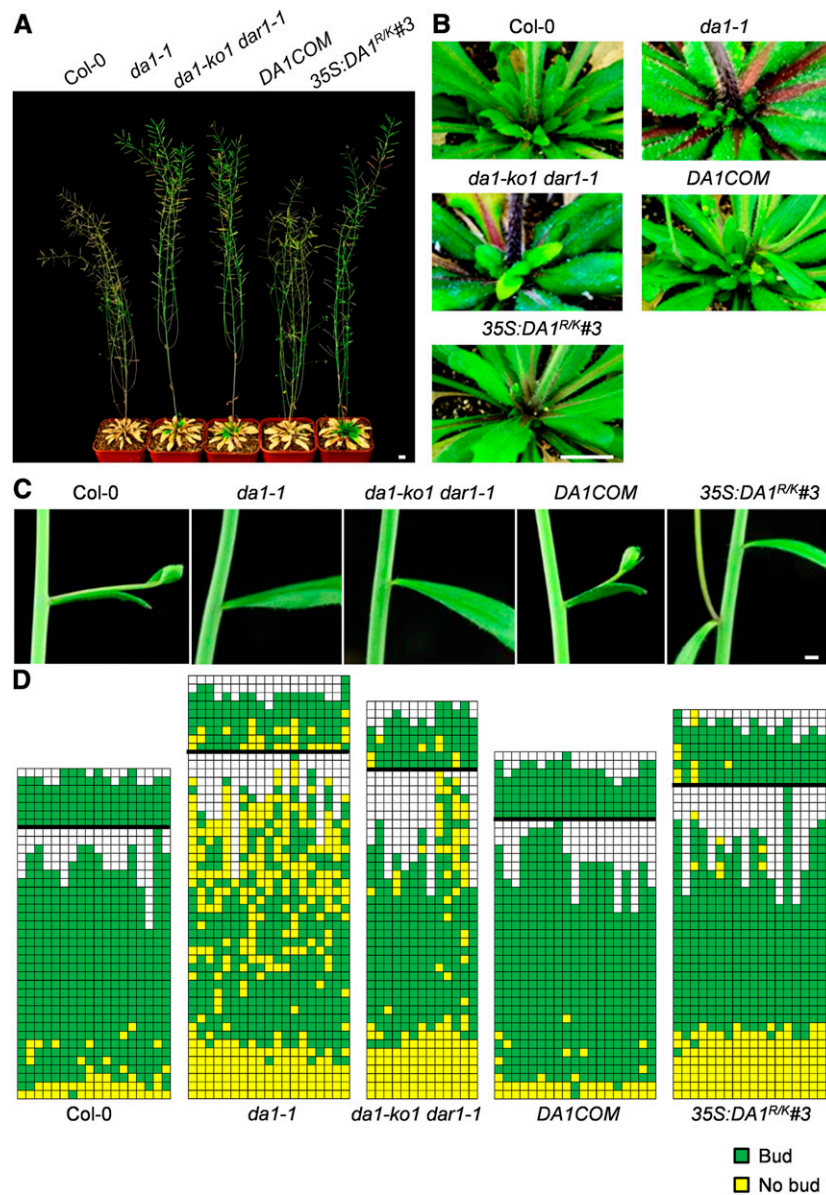 A
Col-0
da1-1
da1-ko1 dar1-1
DA1COM
35S:DA1R/K#3
B
Col-0
da1-1
da1-ko1 dar1-1
DA1COM
35S:DA1R/K#3
C
Col-0
da1-1
da1-ko1 dar1-1
DA1COM
35S:DA1R/K#3
D
Col-0
da1-1
da1-ko1 dar1-1
DA1COM
35S:DA1R/K#3
Bud
No bud